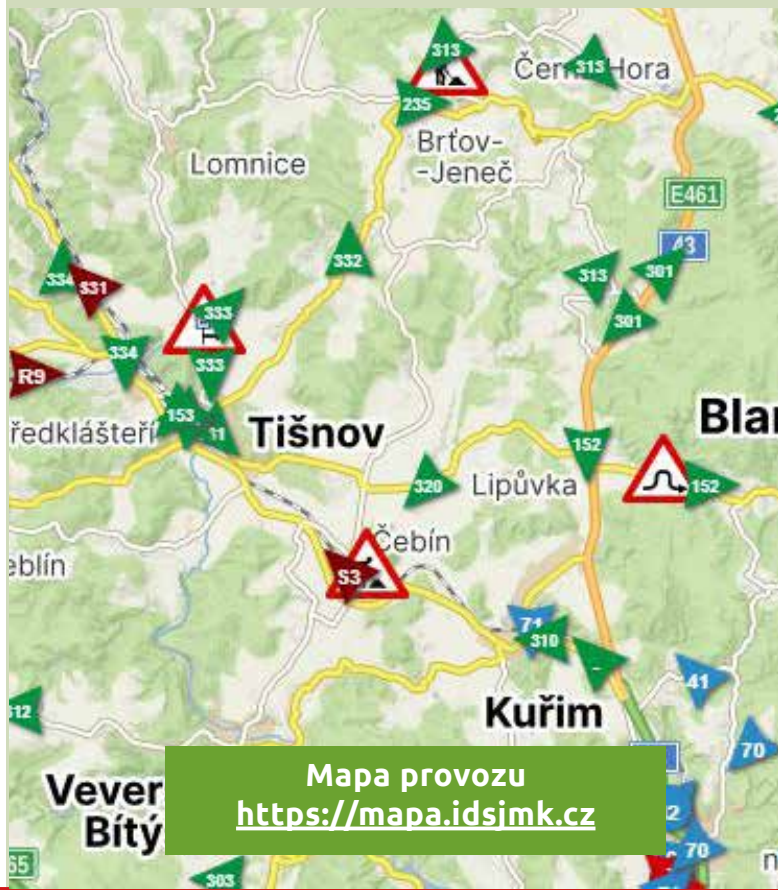 313
Černá Hora
313
235
Brťov-
-Jeneč
Lomnice
E461
43
332
334
S31
313
301
333
301
334
333
R9
153
11
ředklášteří
Tišnov
152
Blan
320
Lipůvka
152
Čebín
eblín
S3
71
310
41
612
Kuřim
70
Mapa provozu
https://mapa.idsjmk.cz
Vever
Bítý
70
303